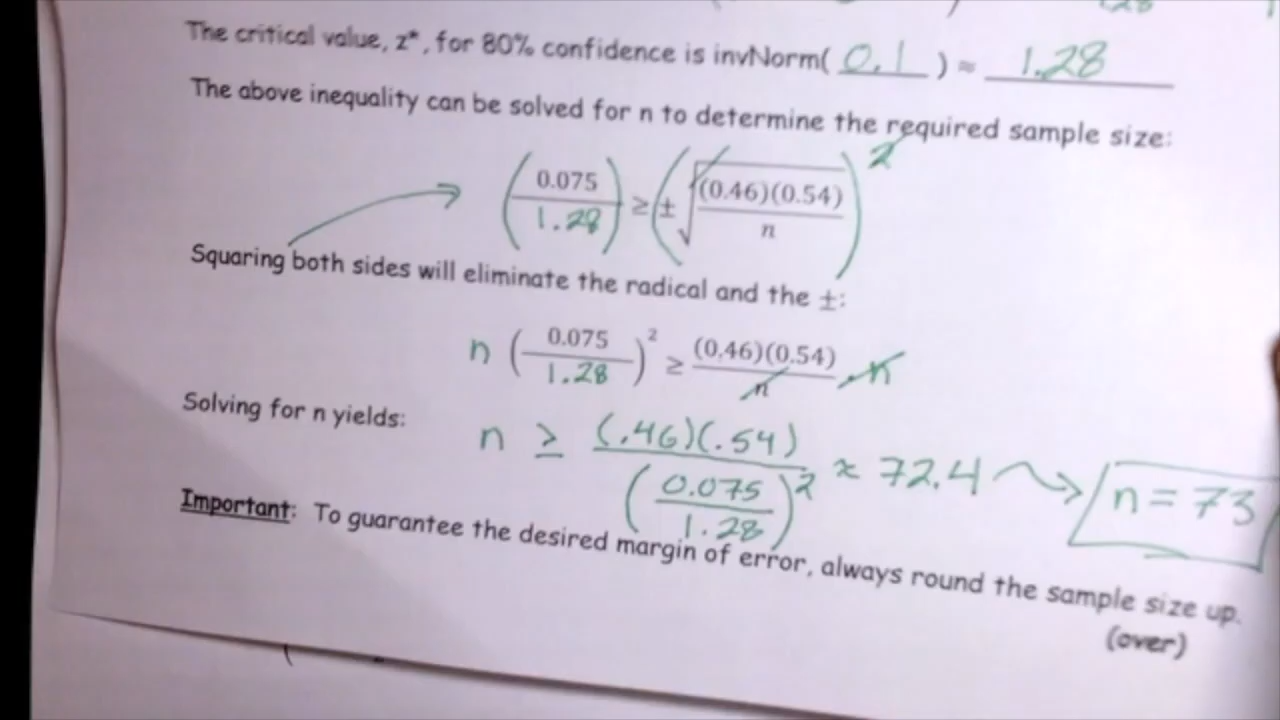 1.28
The critical value, z*, for 80% confidence is invNorm( 0.1 ) ≈ 1.28
The above inequality can be solved for n to determine the required sample size:
(0.075/1.28) ≥ (±√((0.46)(0.54)/n))²
Squaring both sides will eliminate the radical and the ±:
n (0.075/1.28)² ≥ (0.46)(0.54)/n · n
Solving for n yields:
n ≥ (.46)(.54)/(0.075/1.28)² ≈ 72.4 → n = 73
Important: To guarantee the desired margin of error, always round the sample size up.
(over)